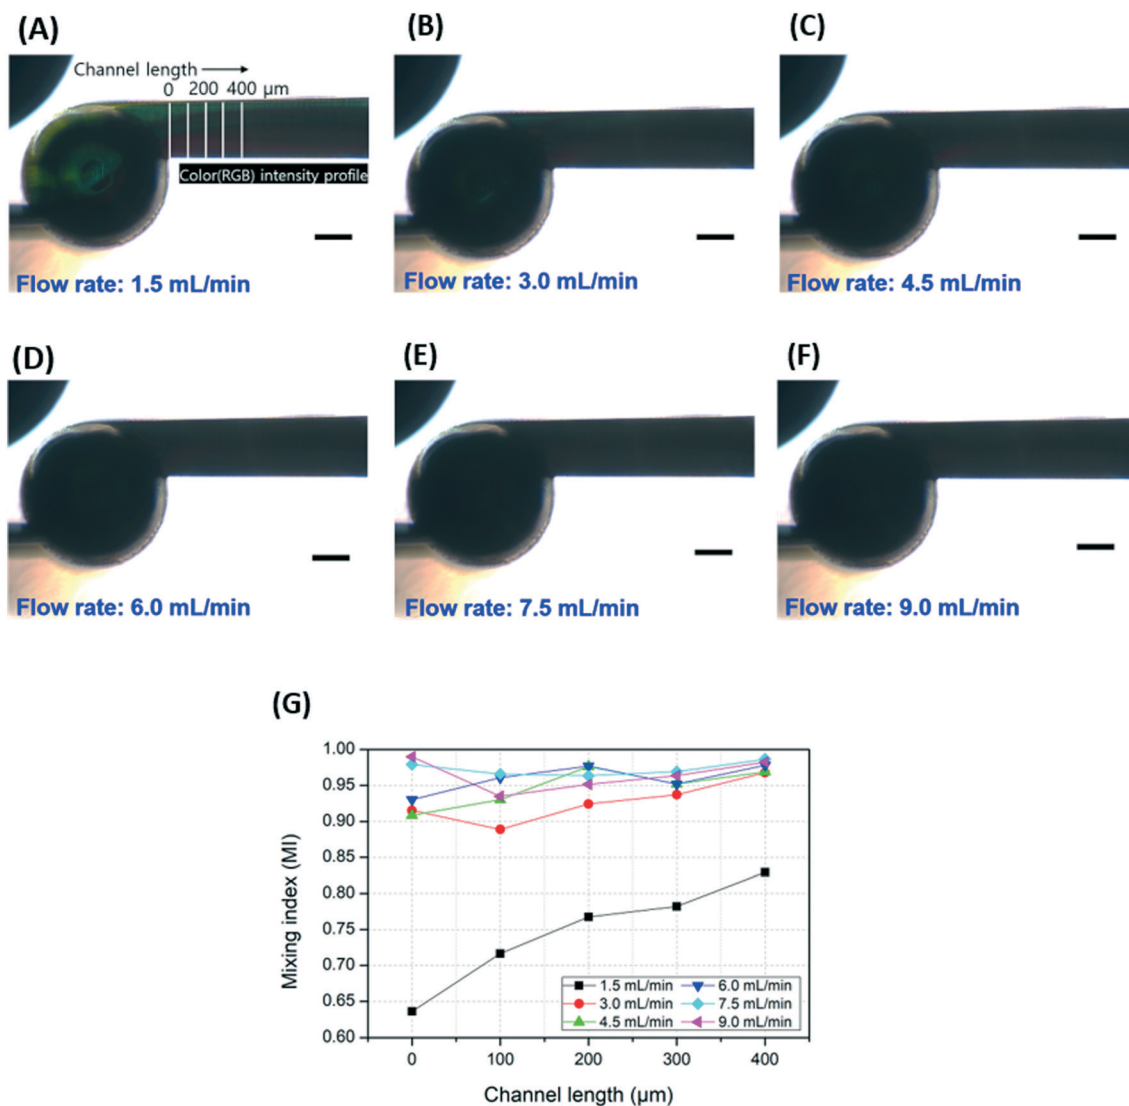 (A)
(B)
(C)
Channel length
0 200 400 μm
Color(RGB) intensity profile
Flow rate: 1.5 mL/min
Flow rate: 3.0 mL/min
Flow rate: 4.5 mL/min
(D)
(E)
(F)
Flow rate: 6.0 mL/min
Flow rate: 7.5 mL/min
Flow rate: 9.0 mL/min
(G)
Mixing index (MI)
1.00
0.95
0.90
0.85
0.80
0.75
0.70
0.65
0.60
1.5 mL/min 6.0 mL/min
3.0 mL/min 7.5 mL/min
4.5 mL/min 9.0 mL/min
0 100 200 300 400
Channel length (μm)